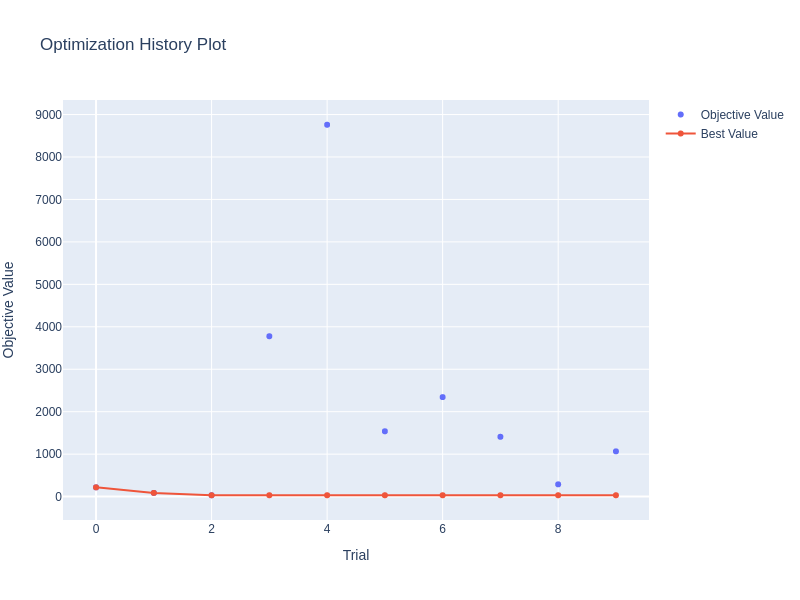 Optimization History Plot
Objective Value
Best Value
9000
8000
7000
6000
5000
4000
3000
2000
1000
0
Objective Value
0 2 4 6 8
Trial